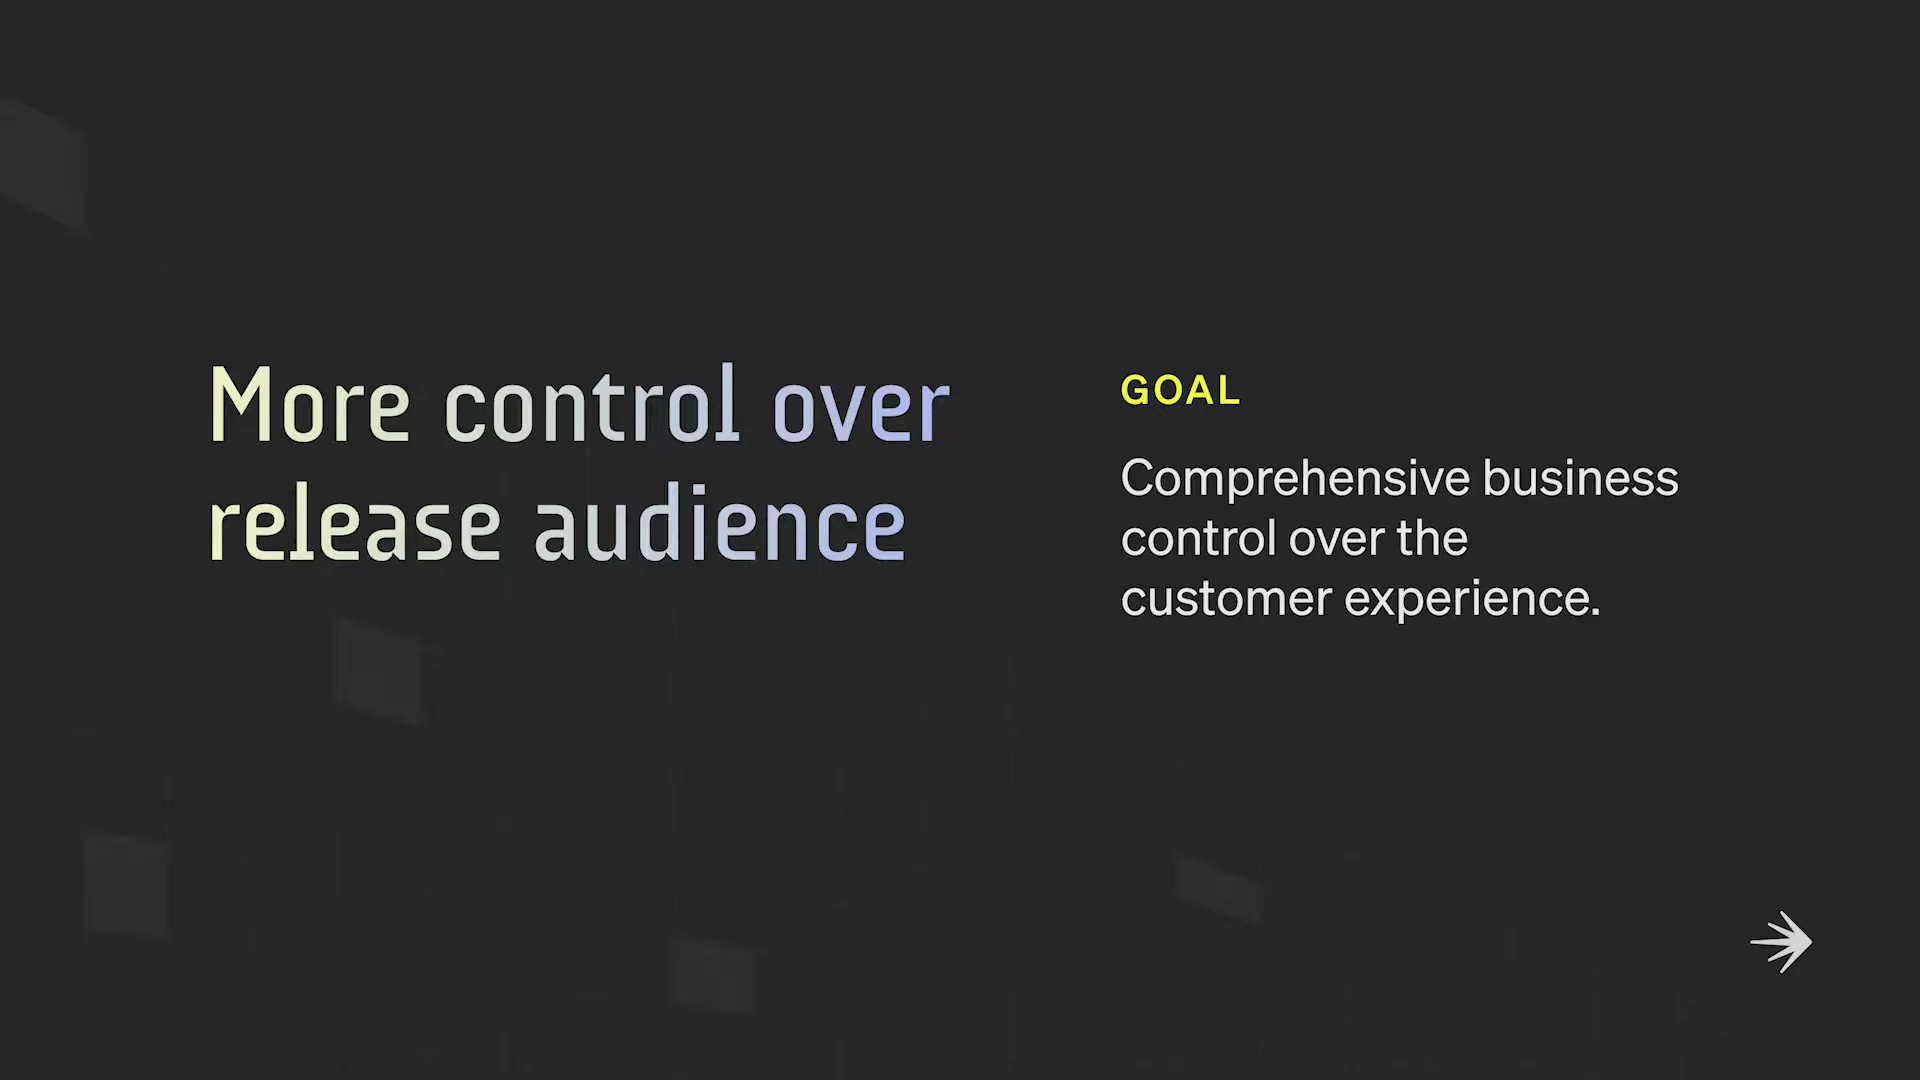 More control over
release audience
GOAL
Comprehensive business
control over the
customer experience.